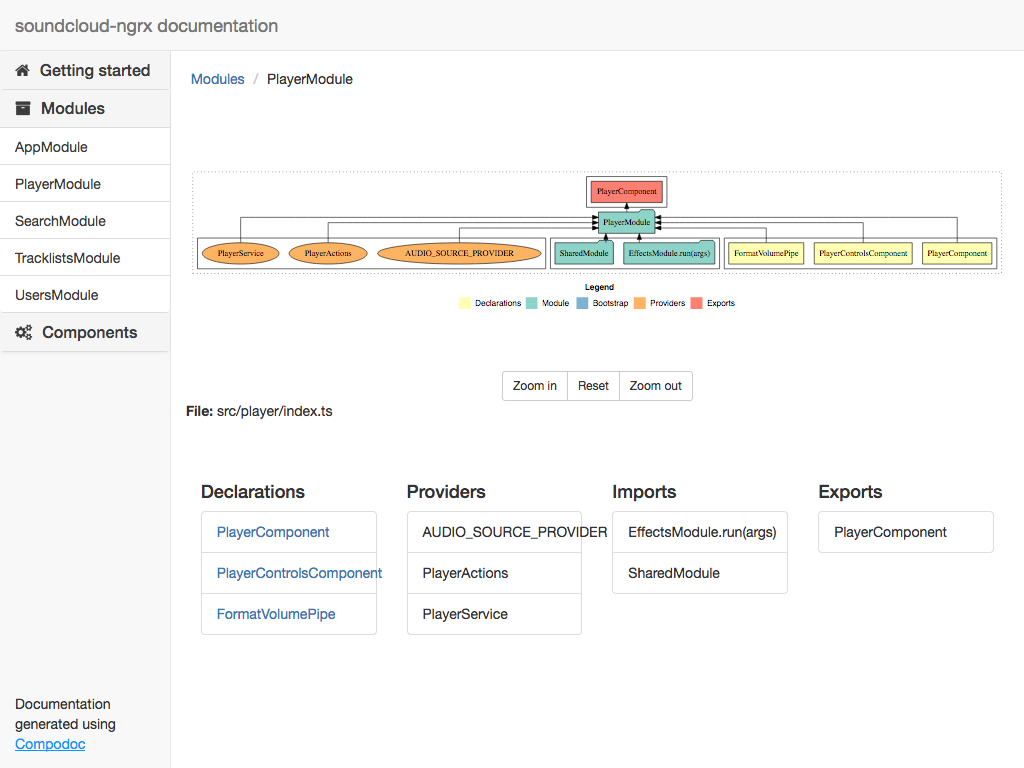 soundcloud-ngrx documentation
Getting started
Modules
AppModule
PlayerModule
SearchModule
TracklistsModule
UsersModule
Components
Documentation
generated using
Compodoc
Modules / PlayerModule
PlayerComponent
PlayerModule
PlayerService PlayerActions AUDIO_SOURCE_PROVIDER SharedModule EffectsModule.run(args) FormatVolumePipe PlayerControlsComponent PlayerComponent
Legend
Declarations Module Bootstrap Providers Exports
Zoom in Reset Zoom out
File: src/player/index.ts
Declarations
PlayerComponent
PlayerControlsComponent
FormatVolumePipe
Providers
AUDIO_SOURCE_PROVIDER
PlayerActions
PlayerService
Imports
EffectsModule.run(args)
SharedModule
Exports
PlayerComponent